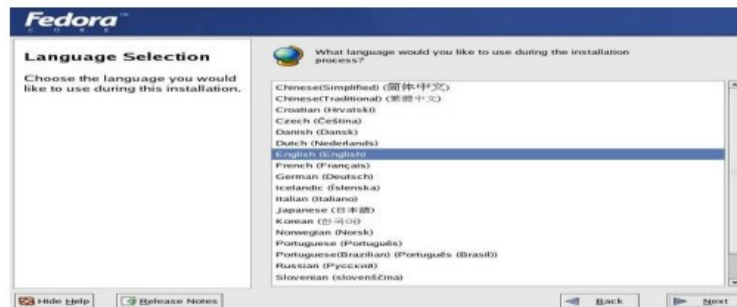 Fedora
CORE
Language Selection
Choose the language you would
like to use during this installation.
What language would you like to use during the installation
process?
Chinese(Simplified) (简体中文)
Chinese(Traditional) (繁體中文)
Croatian (Hrvatski)
Czech (Čeština)
Danish (Dansk)
Dutch (Nederlands)
English (English)
French (Français)
German (Deutsch)
Icelandic (Íslenska)
Italian (Italiano)
Japanese (日本語)
Korean (한국어)
Norwegian (Norsk)
Portuguese (Português)
Portuguese(Brazilian) (Português (Brasil))
Russian (Русский)
Slovenian (slovenščina)
Hide Help
Release Notes
Back
Next